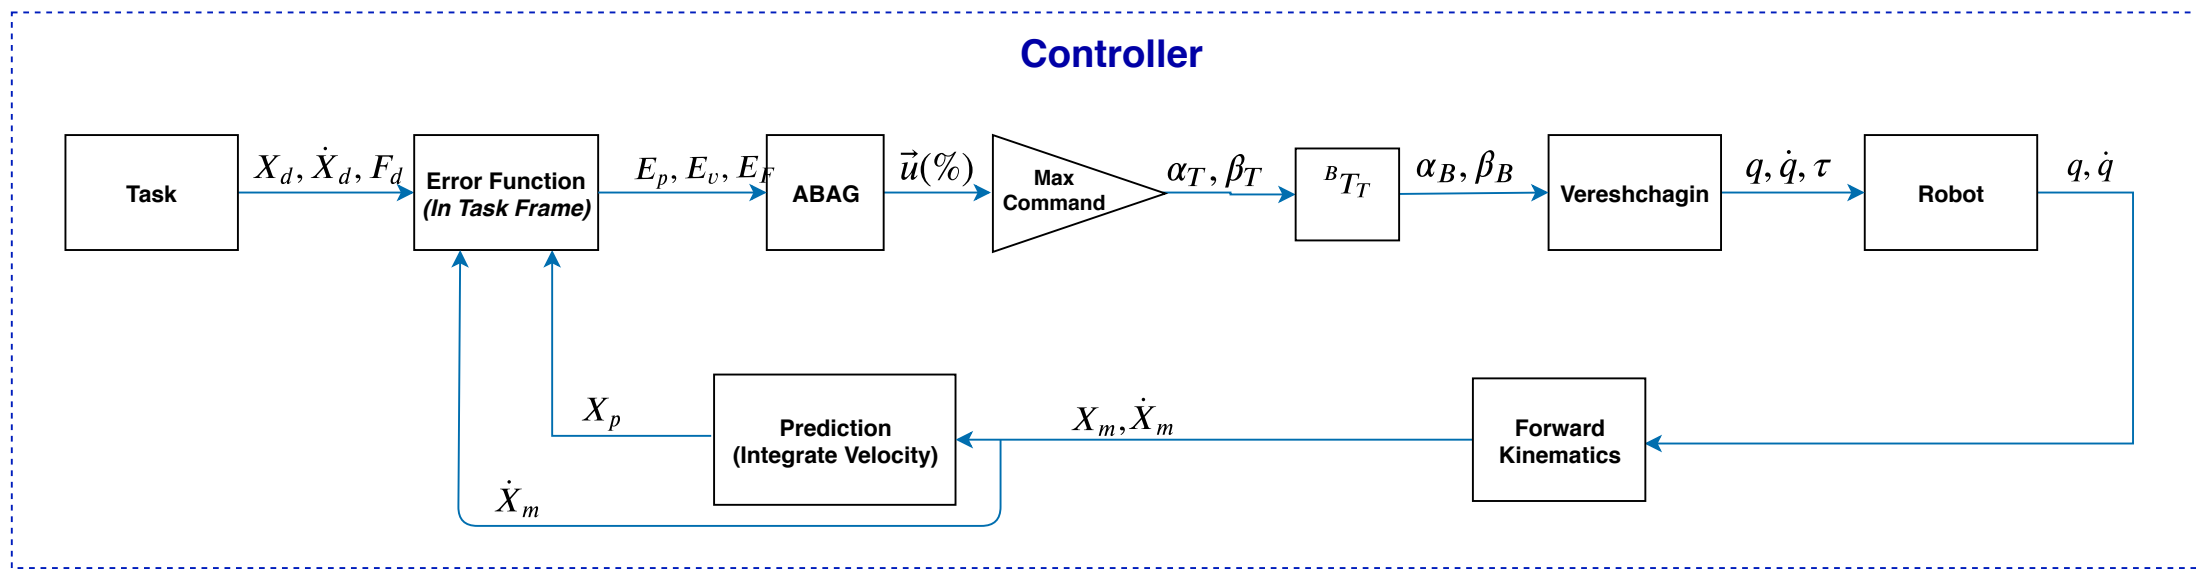 Controller
Task
X_d, Ẋ_d, F_d
Error Function
(In Task Frame)
E_p, E_v, E_F
ABAG
u⃗(%)
Max
Command
α_T, β_T
ᴮT_T
α_B, β_B
Vereshchagin
q, q̇, τ
Robot
q, q̇
X_p
Prediction
(Integrate Velocity)
X_m, Ẋ_m
Forward
Kinematics
Ẋ_m